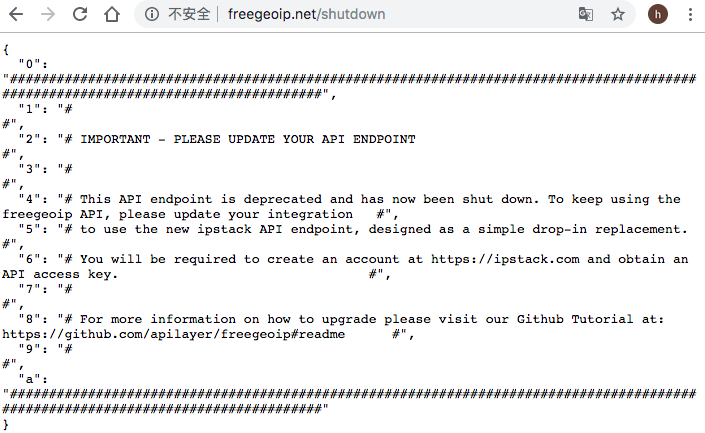 不安全 | freegeoip.net/shutdown
h
{
"0":
"########################################################################################
#########################################",
"1": "#
#",
"2": "# IMPORTANT - PLEASE UPDATE YOUR API ENDPOINT
#",
"3": "#
#",
"4": "# This API endpoint is deprecated and has now been shut down. To keep using the
freegeoip API, please update your integration   #",
"5": "# to use the new ipstack API endpoint, designed as a simple drop-in replacement.
#",
"6": "# You will be required to create an account at https://ipstack.com and obtain an
API access key.                                #",
"7": "#
#",
"8": "# For more information on how to upgrade please visit our Github Tutorial at:
https://github.com/apilayer/freegeoip#readme      #",
"9": "#
#",
"a":
"########################################################################################
#########################################"
}